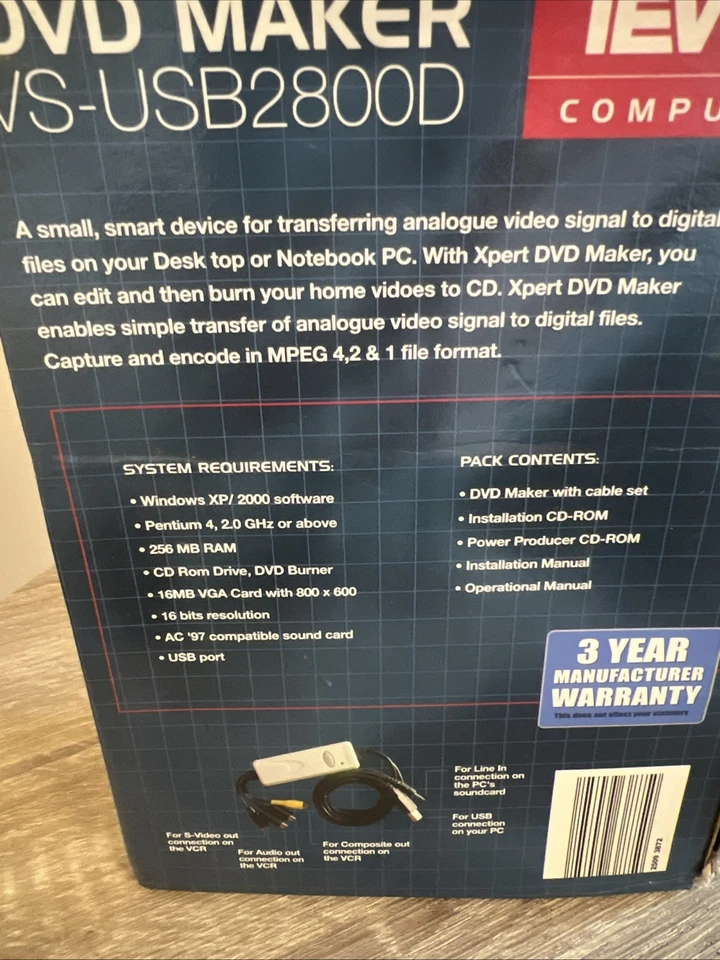 DVD MAKER
VS-USB2800D
COMPU
A small, smart device for transferring analogue video signal to digital
files on your Desk top or Notebook PC. With Xpert DVD Maker, you
can edit and then burn your home vidoes to CD. Xpert DVD Maker
enables simple transfer of analogue video signal to digital files.
Capture and encode in MPEG 4,2 & 1 file format.
SYSTEM REQUIREMENTS:
• Windows XP/ 2000 software
• Pentium 4, 2.0 GHz or above
• 256 MB RAM
• CD Rom Drive, DVD Burner
• 16MB VGA Card with 800 x 600
• 16 bits resolution
• AC '97 compatible sound card
• USB port
PACK CONTENTS:
• DVD Maker with cable set
• Installation CD-ROM
• Power Producer CD-ROM
• Installation Manual
• Operational Manual
3 YEAR
MANUFACTURER
WARRANTY
This does not affect your statutory
For Line In
connection on
the PC's
soundcard
For USB
connection
on your PC
For S-Video out
connection on
the VCR
For Audio out
connection on
the VCR
For Composite out
connection on
the VCR
2509 3872